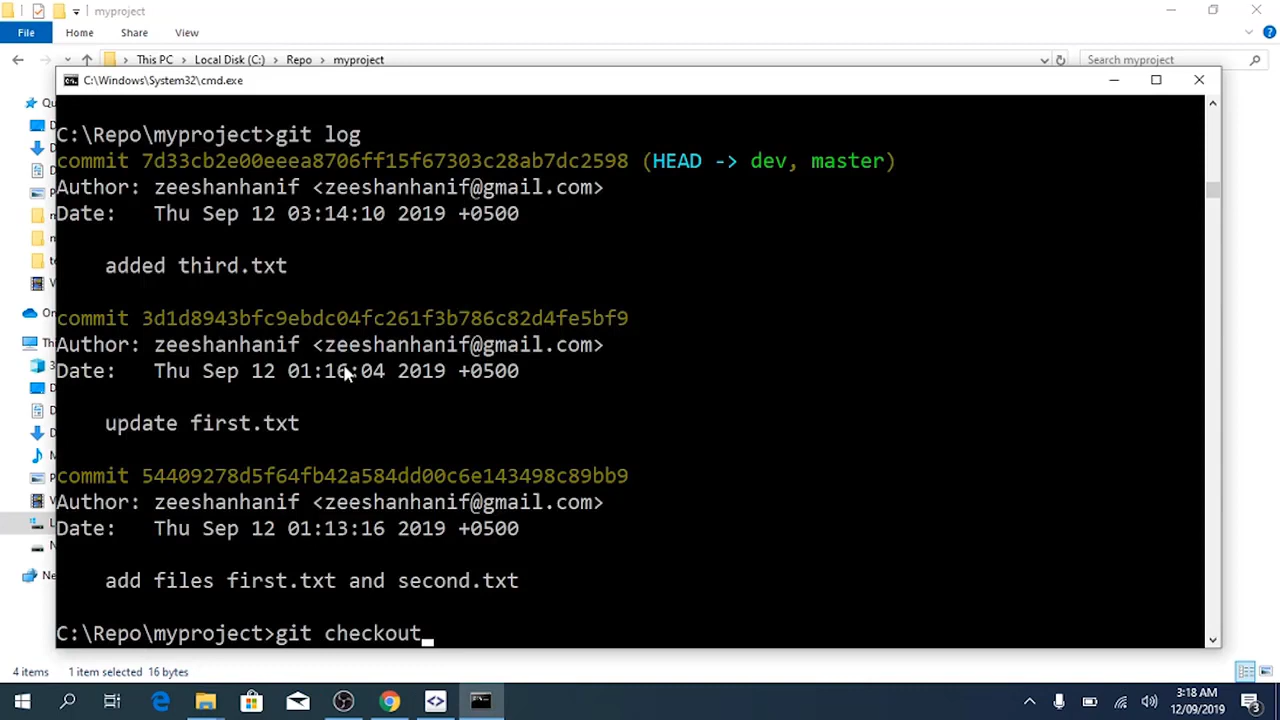 myproject
File Home Share View
This PC Local Disk (C:) Repo myproject Search myproject
C:\Windows\System32\cmd.exe
C:\Repo\myproject>git log
commit 7d33cb2e00eeea8706ff15f67303c28ab7dc2598 (HEAD -> dev, master)
Author: zeeshanhanif <zeeshanhanif@gmail.com>
Date: Thu Sep 12 03:14:10 2019 +0500
added third.txt
commit 3d1d8943bfc9ebdc04fc261f3b786c82d4fe5bf9
Author: zeeshanhanif <zeeshanhanif@gmail.com>
Date: Thu Sep 12 01:16:04 2019 +0500
update first.txt
commit 54409278d5f64fb42a584dd00c6e143498c89bb9
Author: zeeshanhanif <zeeshanhanif@gmail.com>
Date: Thu Sep 12 01:13:16 2019 +0500
add files first.txt and second.txt
C:\Repo\myproject>git checkout
4 items 1 item selected 16 bytes
3:18 AM
12/09/2019